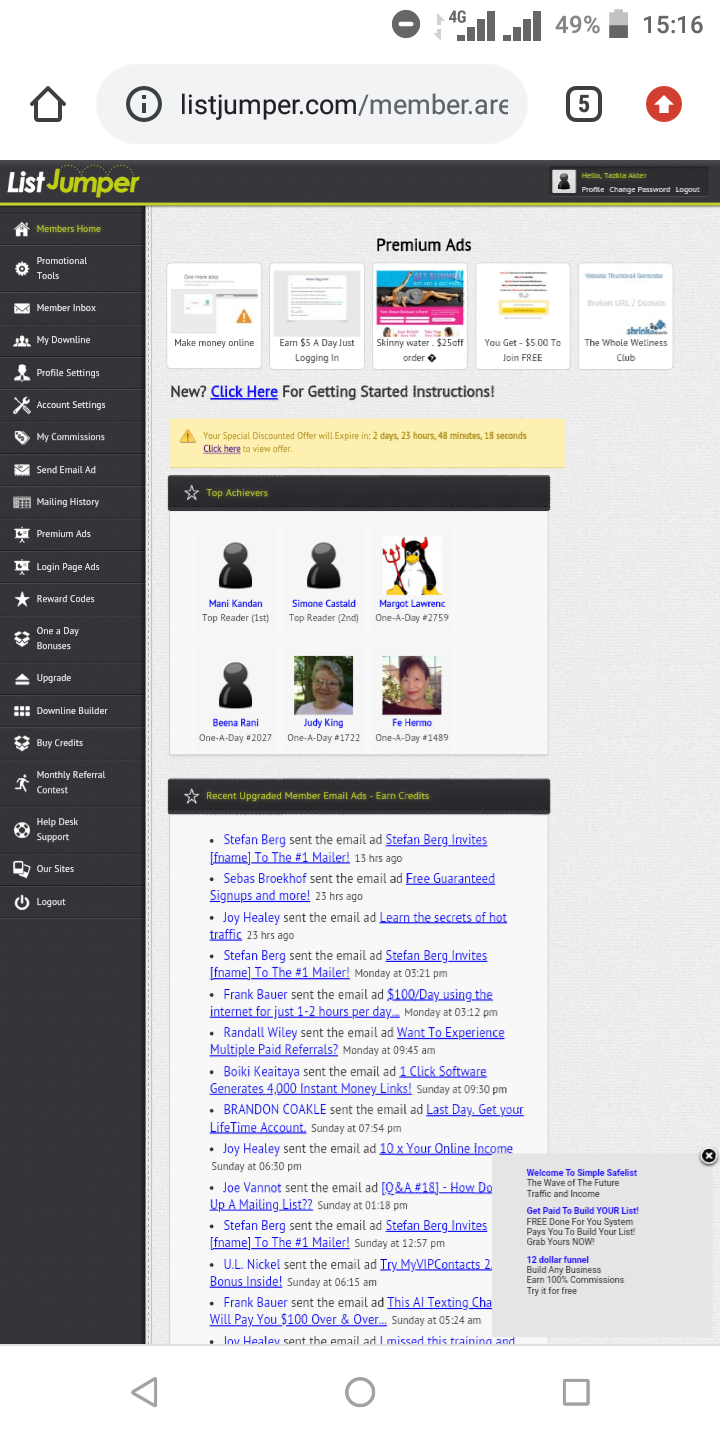 4G 49% 15:16
listjumper.com/member.are
5
List Jumper
Hello, Tazkia Akter
Profile Change Password Logout
Members Home
Promotional
Tools
Member Inbox
My Downline
Profile Settings
Account Settings
My Commissions
Send Email Ad
Mailing History
Premium Ads
Login Page Ads
Reward Codes
One a Day
Bonuses
Upgrade
Downline Builder
Buy Credits
Monthly Referral
Contest
Help Desk
Support
Our Sites
Logout
Premium Ads
One more step
Make money online
Earn $5 A Day Just
Logging In
Skinny water . $25off
order �
You Get - $5.00 To
Join FREE
Website Thumbnail Generator
Broken URL / Domain
The Whole Wellness
Club
New? Click Here For Getting Started Instructions!
Your Special Discounted Offer will Expire in: 2 days, 23 hours, 48 minutes, 18 seconds
Click here to view offer.
Top Achievers
Mani Kandan
Top Reader (1st)
Simone Castald
Top Reader (2nd)
Margot Lawrenc
One-A-Day #2759
Beena Rani
One-A-Day #2027
Judy King
One-A-Day #1722
Fe Hermo
One-A-Day #1489
Recent Upgraded Member Email Ads - Earn Credits
• Stefan Berg sent the email ad Stefan Berg Invites
[fname] To The #1 Mailer! 13 hrs ago
• Sebas Broekhof sent the email ad Free Guaranteed
Signups and more! 23 hrs ago
• Joy Healey sent the email ad Learn the secrets of hot
traffic 23 hrs ago
• Stefan Berg sent the email ad Stefan Berg Invites
[fname] To The #1 Mailer! Monday at 03:21 pm
• Frank Bauer sent the email ad $100/Day using the
internet for just 1-2 hours per day... Monday at 03:12 pm
• Randall Wiley sent the email ad Want To Experience
Multiple Paid Referrals? Monday at 09:45 am
• Boiki Keaitaya sent the email ad 1 Click Software
Generates 4,000 Instant Money Links! Sunday at 09:30 pm
• BRANDON COAKLE sent the email ad Last Day. Get your
LifeTime Account. Sunday at 07:54 pm
• Joy Healey sent the email ad 10 x Your Online Income
Sunday at 06:30 pm
• Joe Vannot sent the email ad [Q&A #18] - How Do
Up A Mailing List?? Sunday at 01:18 pm
• Stefan Berg sent the email ad Stefan Berg Invites
[fname] To The #1 Mailer! Sunday at 12:57 pm
• U.L. Nickel sent the email ad Try MyVIPContacts 2.
Bonus Inside! Sunday at 06:15 am
• Frank Bauer sent the email ad This AI Texting Cha
Will Pay You $100 Over & Over... Sunday at 05:24 am
• Joy Healey sent the email ad I missed this training and
Welcome To Simple Safelist
The Wave of The Future
Traffic and Income
Get Paid To Build YOUR List!
FREE Done For You System
Pays You To Build Your List!
Grab Yours NOW!
12 dollar funnel
Build Any Business
Earn 100% Commissions
Try it for free